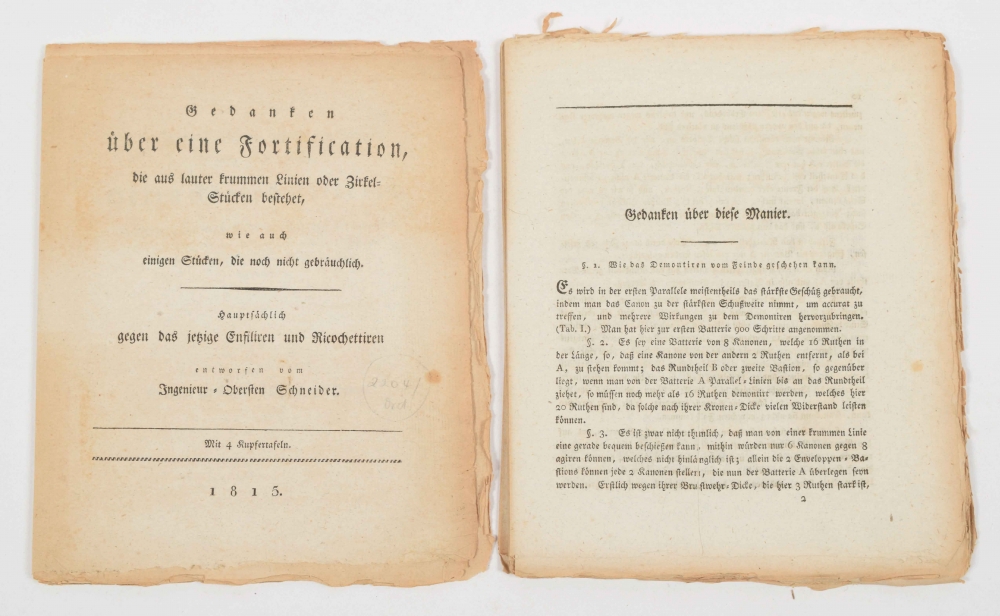 Gedanken
über eine Fortification,
die aus lauter krummen Linien oder Zirkel-
Stücken bestehet,
wie auch
einigen Stücken, die noch nicht gebräuchlich.
Hauptsächlich
gegen das jetzige Enfiliren und Ricochettiren
entworfen vom
Ingenieur-Obersten Schneider.
Mit 4 Kupfertafeln.
1815.
Gedanken über diese Manier.
§. 1. Wie das Demontiren vom Feinde geschehen kann.
Es wird in der ersten Parallele meistentheils das stärkste Geschütz gebraucht,
indem man das Canon zu der stärksten Schußweite nimmt, um accurat zu
treffen, und mehrere Wirkungen zu dem Demontiren hervorzubringen.
(Tab. I.) Man hat hier zur ersten Batterie 900 Schritte angenommen.
§. 2. Es sey eine Batterie von 8 Kanonen, welche 16 Ruthen in
der Länge, so, daß eine Kanone von der andern 2 Ruthen entfernt, als bei
A, zu stehen kommt; das Rundtheil B oder zweite Bastion, so gegenüber
liegt, wenn man von der Batterie A Parallel-Linien bis an das Rundtheil
ziehet, so müssen noch mehr als 16 Ruthen demontirt werden, welches hier
20 Ruthen sind, da solche nach ihrer Kronen-Dicke vielen Widerstand leisten
können.
§. 3. Es ist zwar nicht thunlich, daß man von einer krummen Linie
eine gerade bequem beschießen kann, mithin würden nur 6 Kanonen gegen 8
agiren können, welches nicht hinlänglich ist; allein die 2 Enveloppen-Ba-
stions können jede 2 Kanonen stellen, die nun der Batterie A überlegen seyn
werden. Erstlich wegen ihrer Brustwehr-Dicke, die hier 3 Ruthen stark ist,
2